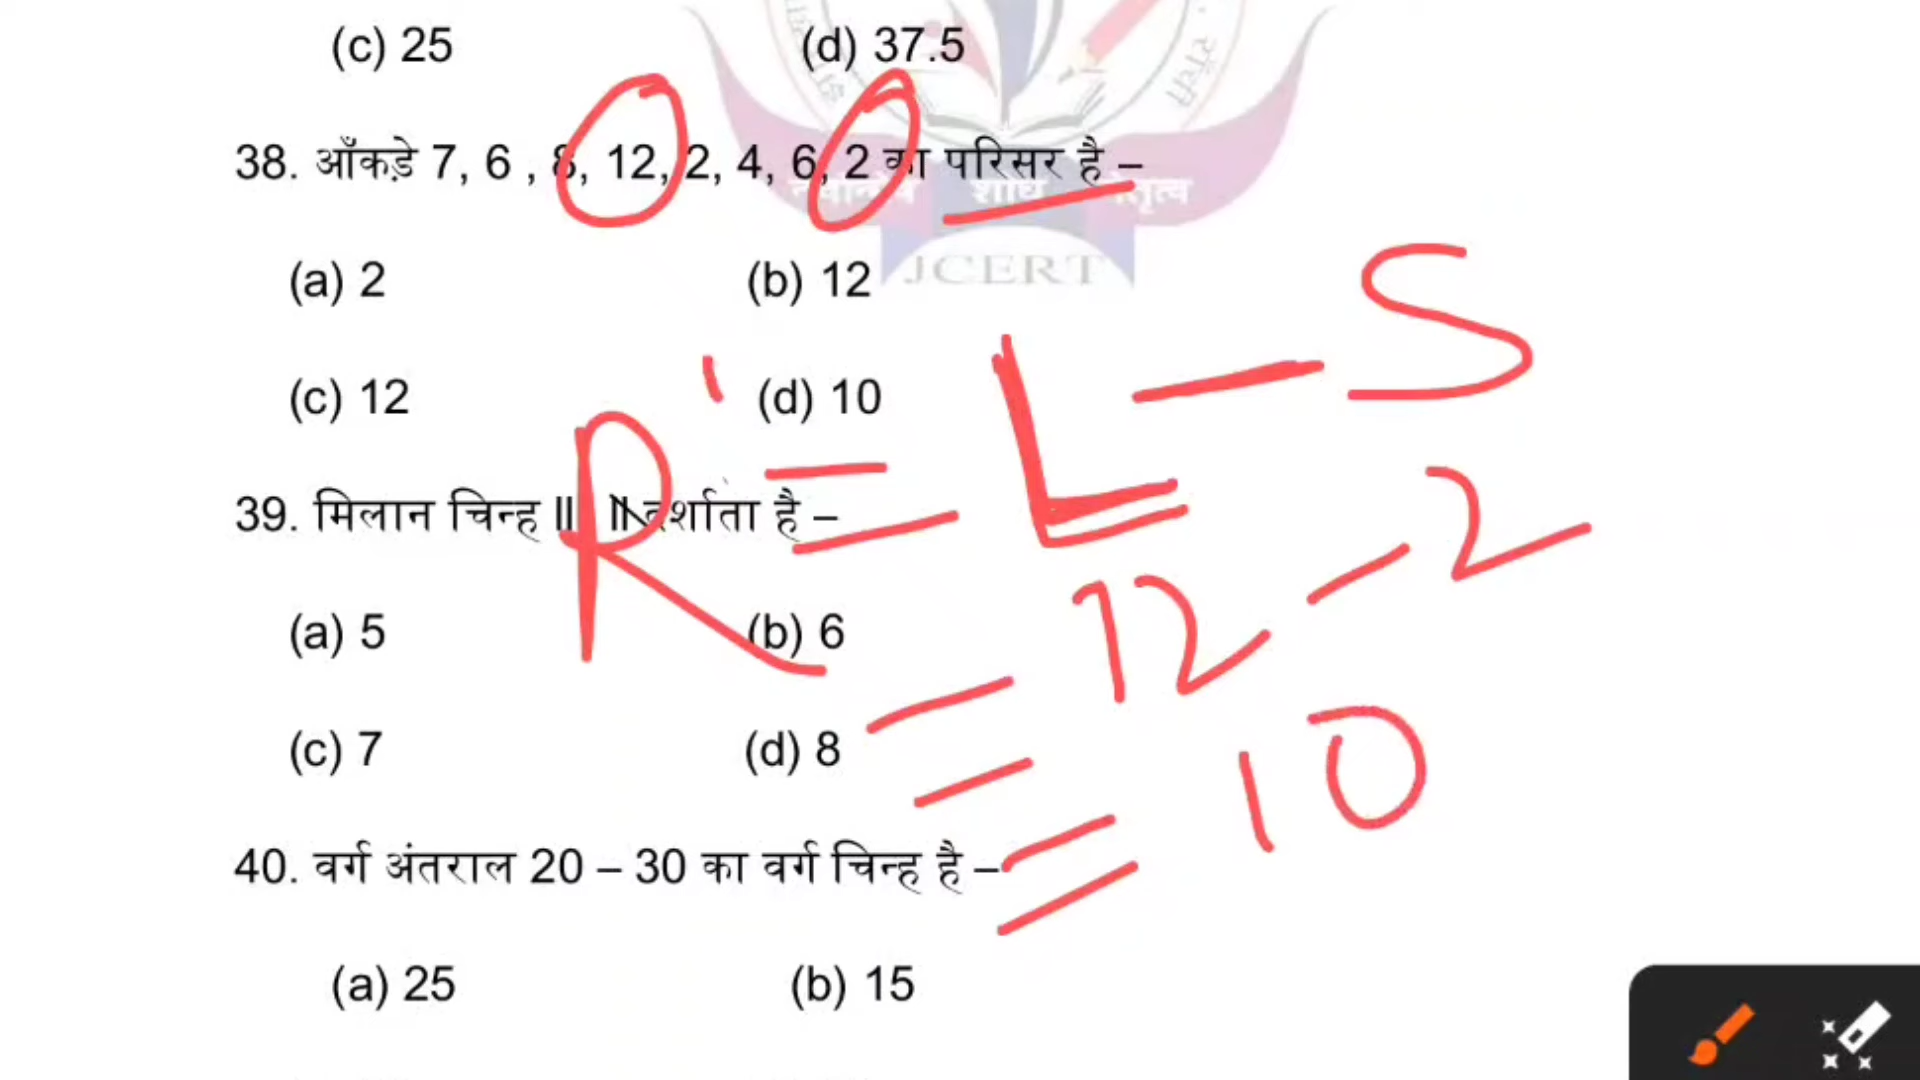 (c) 25 (d) 37.5
38. आँकड़े 7, 6 , 8, 12, 2, 4, 6, 2 का परिसर है –
शोध
JCERT
(a) 2 (b) 12
(c) 12 (d) 10
R = L – S
39. मिलान चिन्ह दर्शाता है –
= 12 – 2
(a) 5 (b) 6
(c) 7 (d) 8
= 10
40. वर्ग अंतराल 20 – 30 का वर्ग चिन्ह है –
(a) 25 (b) 15